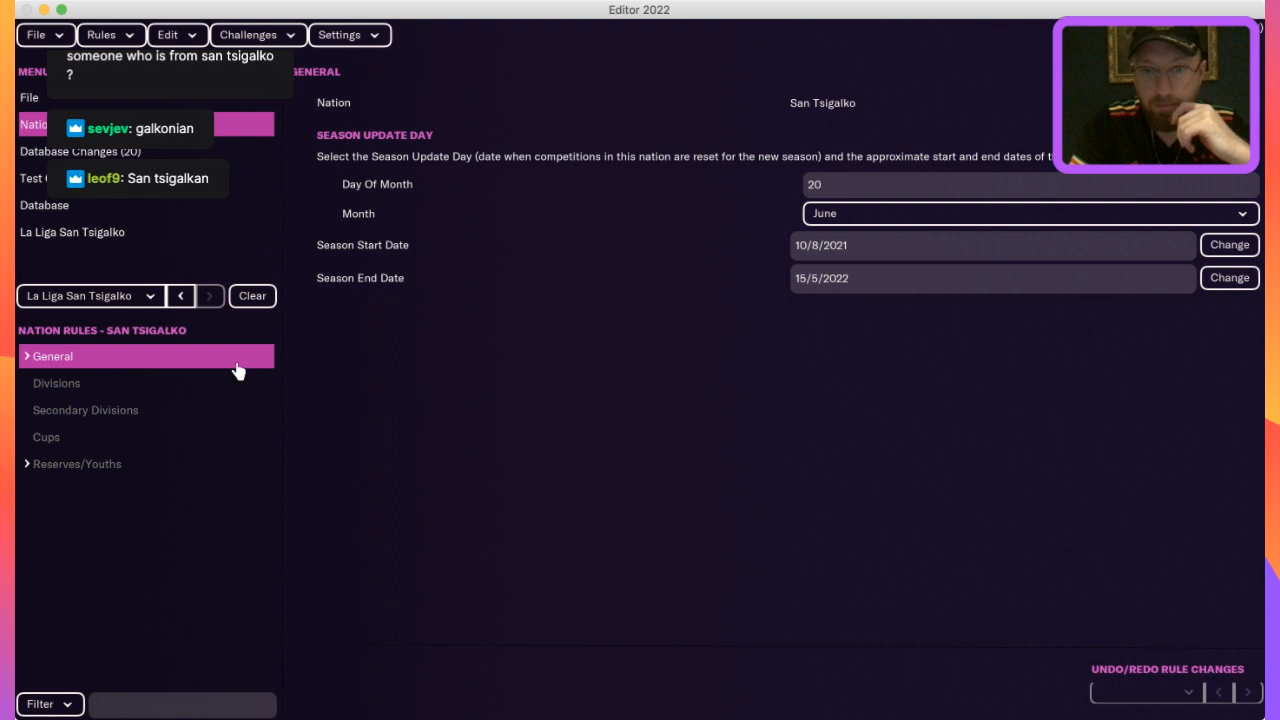 Editor 2022
File
Rules
Edit
Challenges
Settings
someone who is from san tsigalko
?
MENU
File
Natio
sevjev: galkonian
Database Changes (20)
Test
leof9: San tsigalkan
Database
La Liga San Tsigalko
La Liga San Tsigalko
Clear
NATION RULES - SAN TSIGALKO
General
Divisions
Secondary Divisions
Cups
Reserves/Youths
Filter
GENERAL
Nation
San Tsigalko
SEASON UPDATE DAY
Select the Season Update Day (date when competitions in this nation are reset for the new season) and the approximate start and end dates of t
Day Of Month
20
Month
June
Season Start Date
10/8/2021
Change
Season End Date
15/5/2022
Change
UNDO/REDO RULE CHANGES